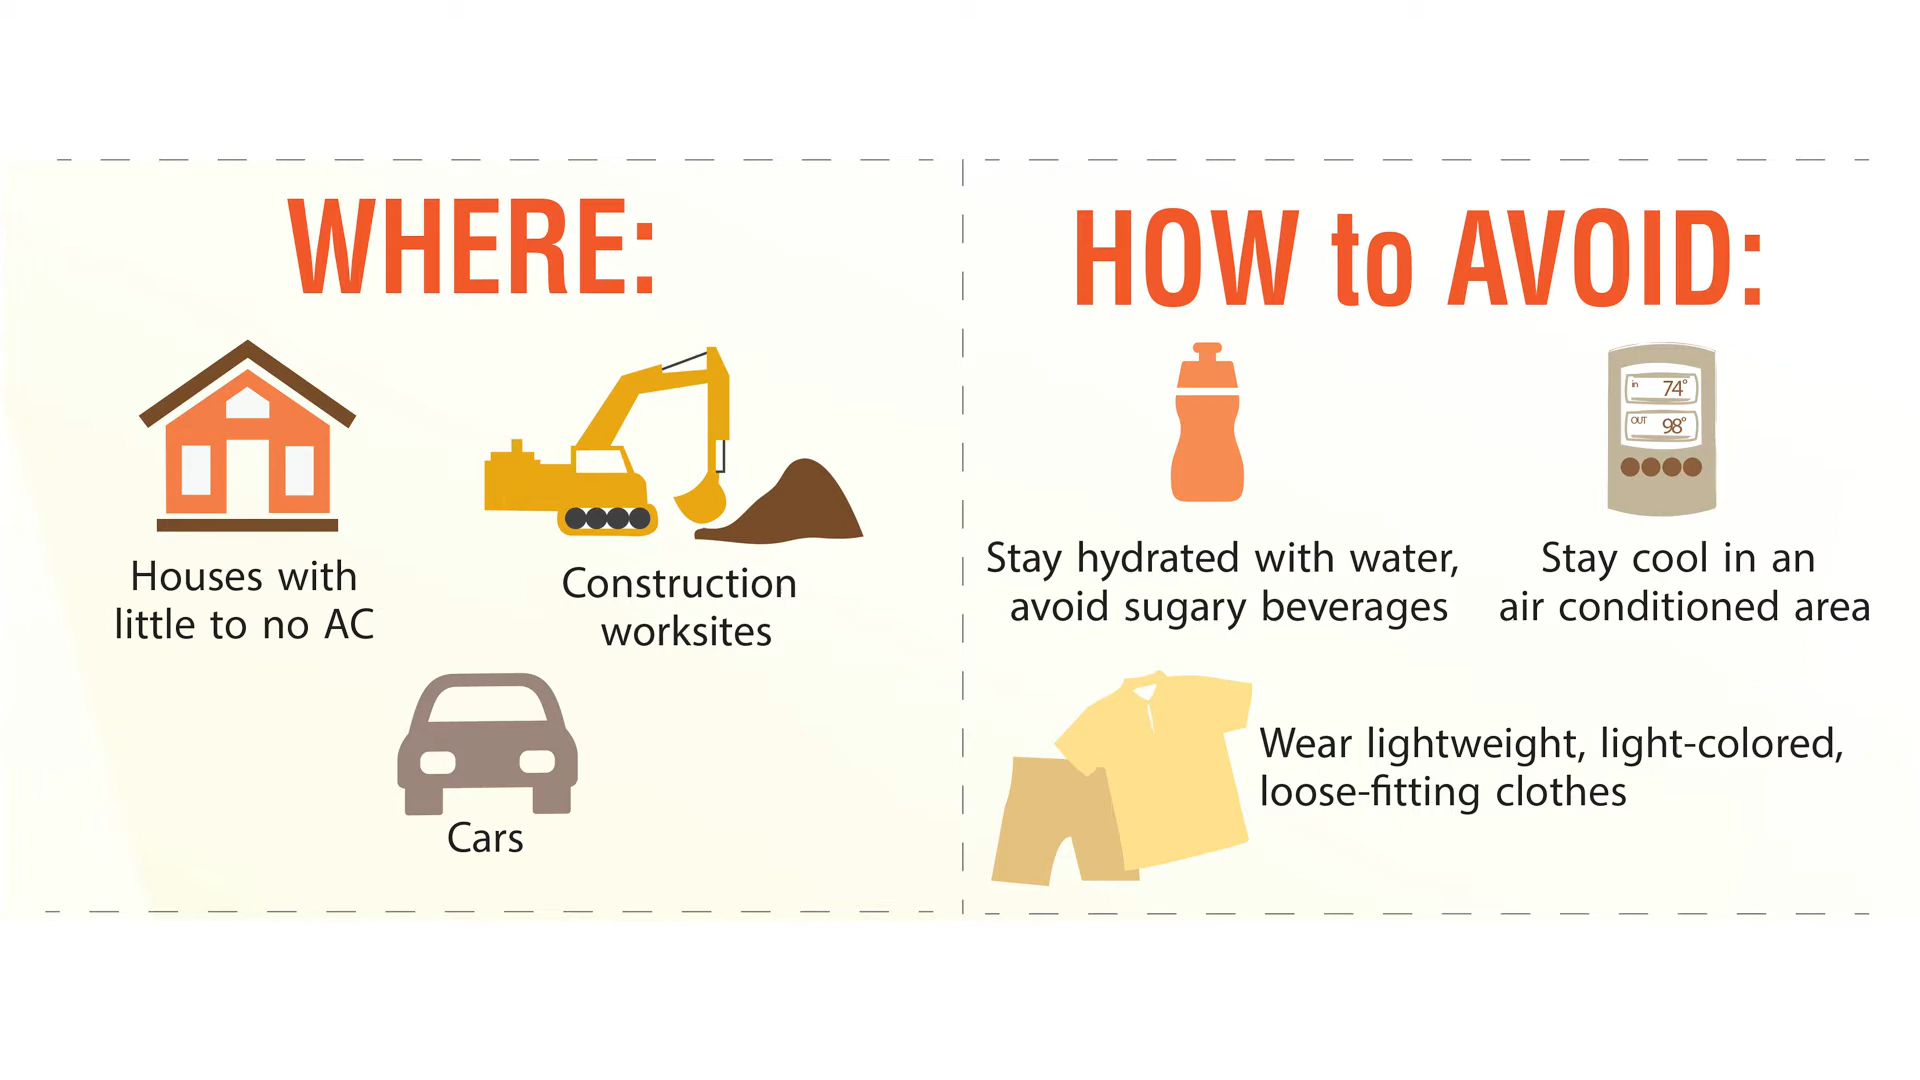 WHERE:
Houses with
little to no AC
Construction
worksites
Cars
HOW to AVOID:
in 74°
OUT 98°
Stay hydrated with water,
avoid sugary beverages
Stay cool in an
air conditioned area
Wear lightweight, light-colored,
loose-fitting clothes